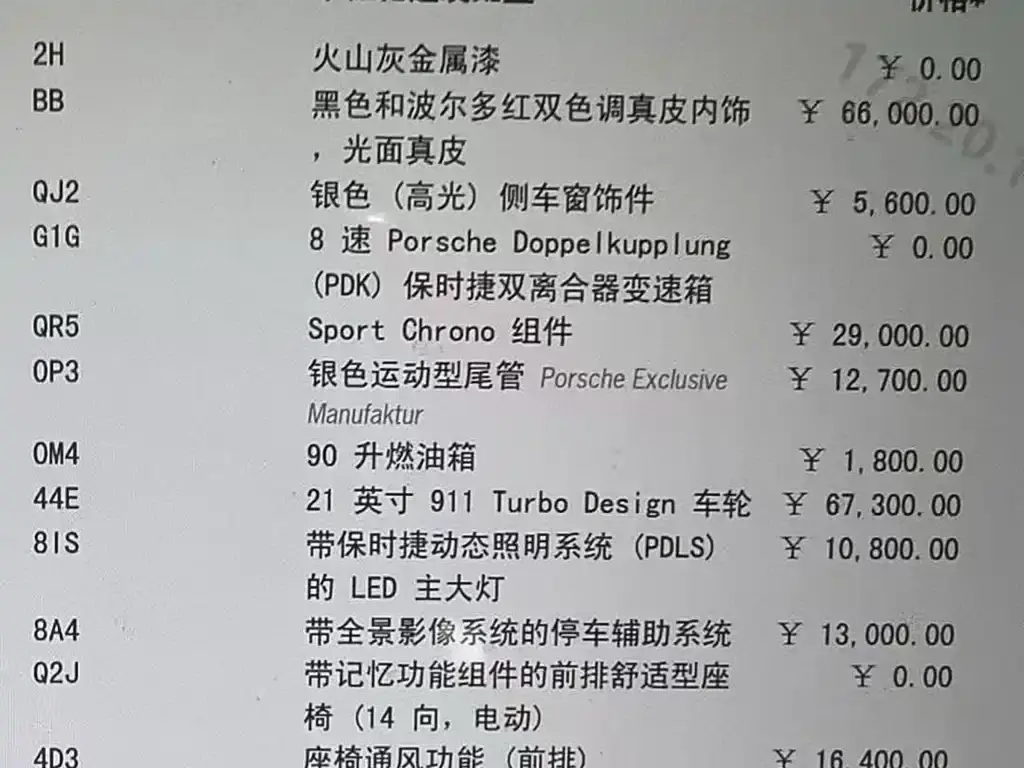 价格*
2H 火山灰金属漆 ¥ 0.00
BB 黑色和波尔多红双色调真皮内饰 ¥ 66,000.00
，光面真皮
QJ2 银色 (高光) 侧车窗饰件 ¥ 5,600.00
G1G 8 速 Porsche Doppelkupplung ¥ 0.00
(PDK) 保时捷双离合器变速箱
QR5 Sport Chrono 组件 ¥ 29,000.00
0P3 银色运动型尾管 Porsche Exclusive ¥ 12,700.00
Manufaktur
0M4 90 升燃油箱 ¥ 1,800.00
44E 21 英寸 911 Turbo Design 车轮 ¥ 67,300.00
8IS 带保时捷动态照明系统 (PDLS) ¥ 10,800.00
的 LED 主大灯
8A4 带全景影像系统的停车辅助系统 ¥ 13,000.00
Q2J 带记忆功能组件的前排舒适型座 ¥ 0.00
椅 (14 向，电动)
4D3 座椅通风功能 (前排) ¥ 16,400.00